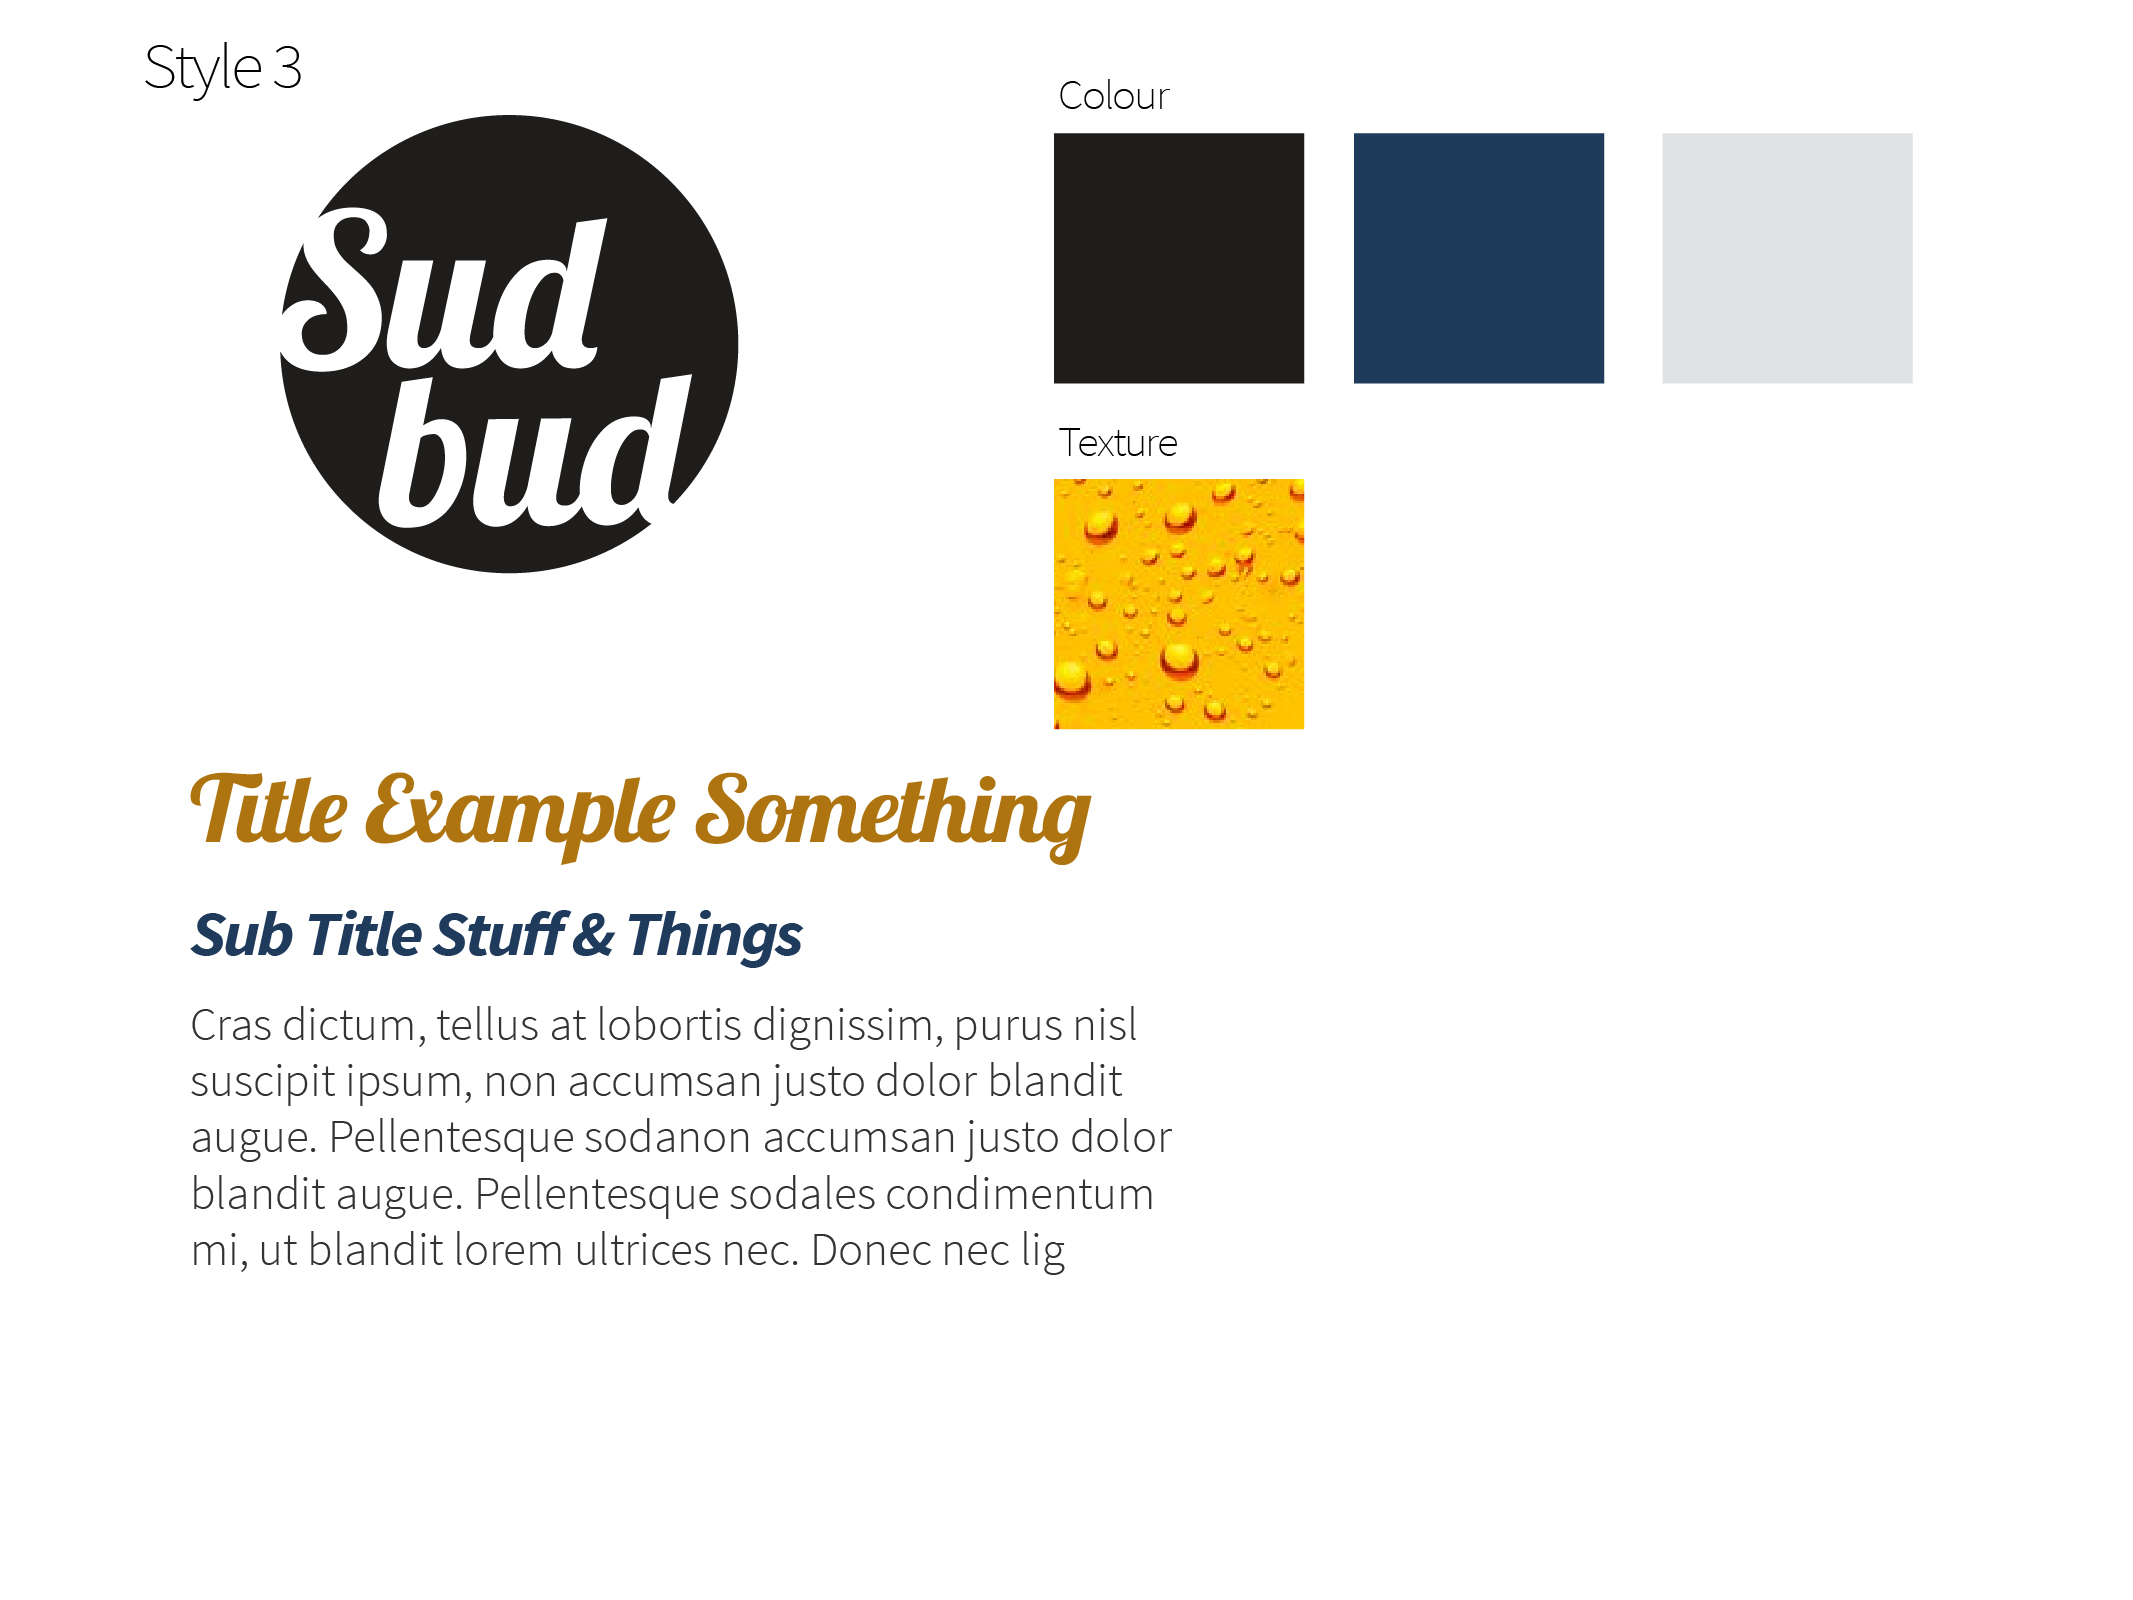 Style 3
Sud
bud
Colour
Texture
Title Example Something
Sub Title Stuff & Things
Cras dictum, tellus at lobortis dignissim, purus nisl
suscipit ipsum, non accumsan justo dolor blandit
augue. Pellentesque sodanon accumsan justo dolor
blandit augue. Pellentesque sodales condimentum
mi, ut blandit lorem ultrices nec. Donec nec lig